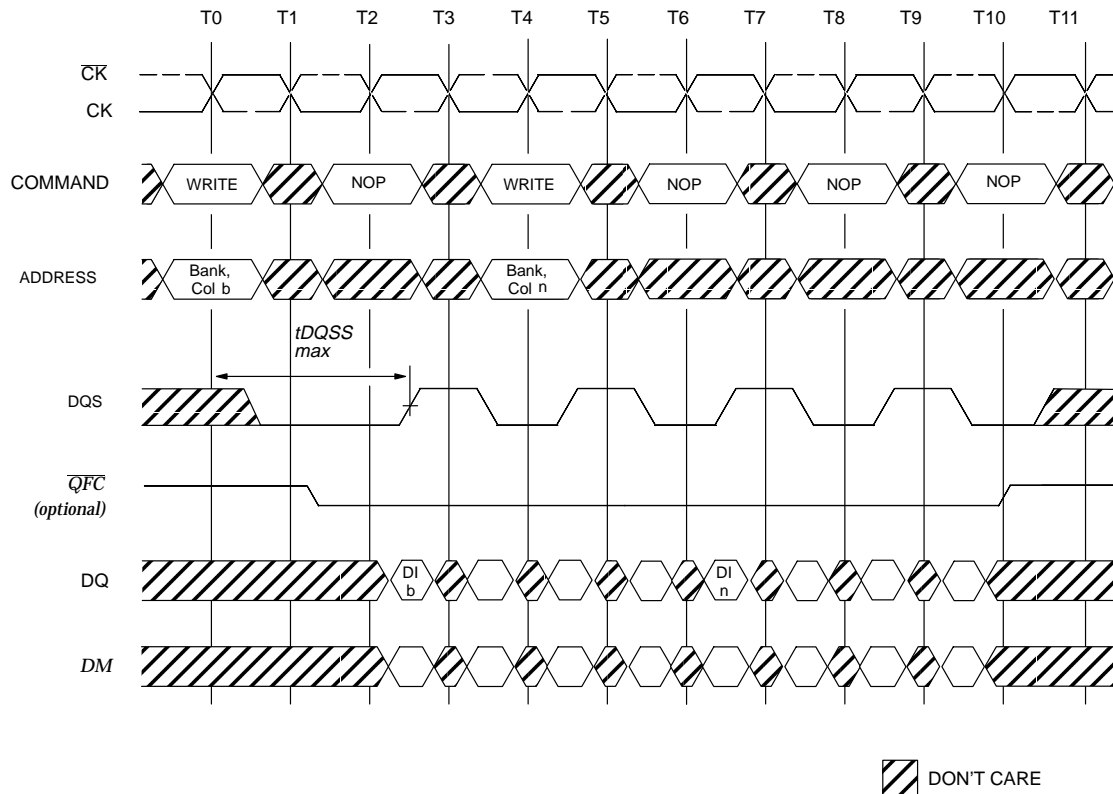 T0 T1 T2 T3 T4 T5 T6 T7 T8 T9 T10 T11
CK
CK
COMMAND
WRITE NOP WRITE NOP NOP NOP
ADDRESS
Bank,
Col b
Bank,
Col n
tDQSS
max
DQS
QFC
(optional)
DQ
DI
b
DI
n
DM
DON'T CARE